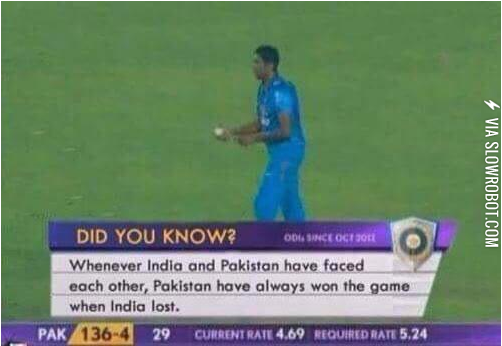 DID YOU KNOW? ODIs SINCE OCT 2012
Whenever India and Pakistan have faced
each other, Pakistan have always won the game
when India lost.
PAK 136-4 29 CURRENT RATE 4.69 REQUIRED RATE 5.24
VIA SLOWROBOT.COM